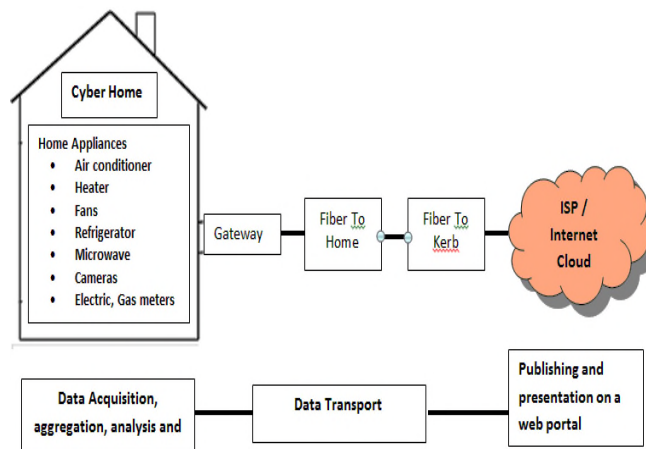 Cyber Home
Home Appliances
• Air conditioner
• Heater
• Fans
• Refrigerator
• Microwave
• Cameras
• Electric, Gas meters
Gateway
Fiber To
Home
Fiber To
Kerb
ISP /
Internet
Cloud
Data Acquisition,
aggregation, analysis and
Data Transport
Publishing and
presentation on a
web portal